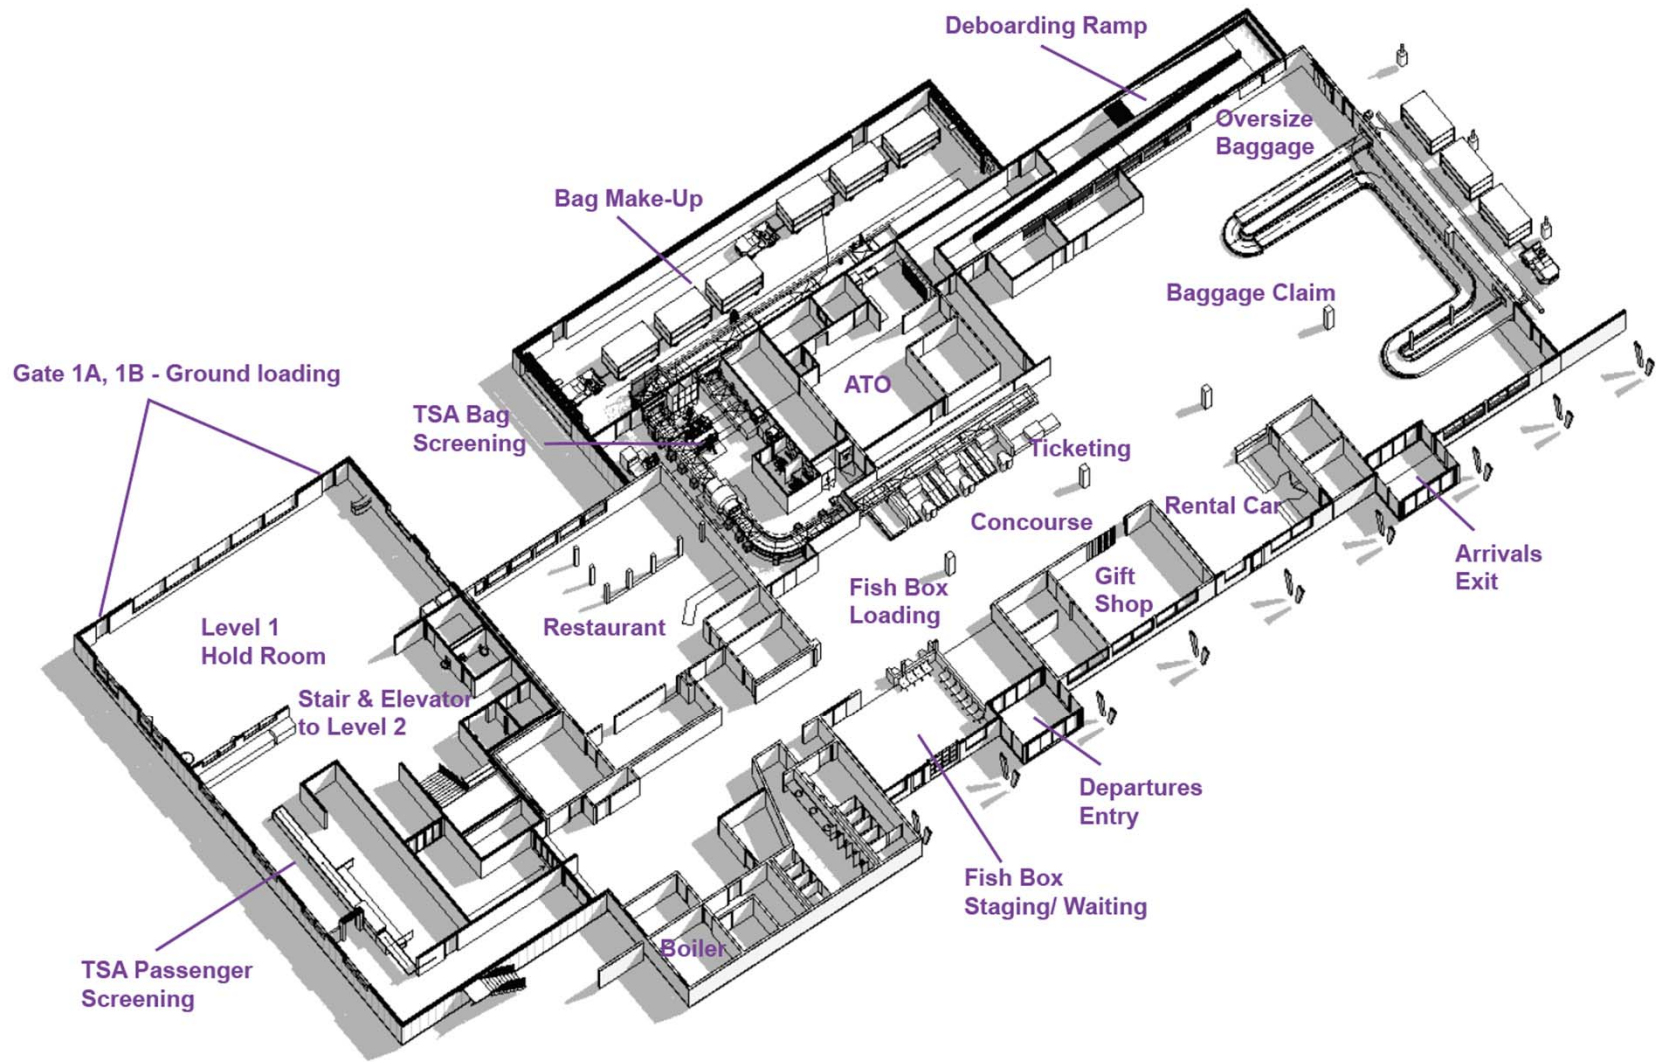 Deboarding Ramp
Oversize
Baggage
Bag Make-Up
Baggage Claim
Gate 1A, 1B - Ground loading
ATO
TSA Bag
Screening
Ticketing
Rental Car
Concourse
Arrivals
Exit
Gift
Shop
Fish Box
Loading
Level 1
Hold Room
Restaurant
Stair & Elevator
to Level 2
Departures
Entry
Fish Box
Staging/ Waiting
Boiler
TSA Passenger
Screening